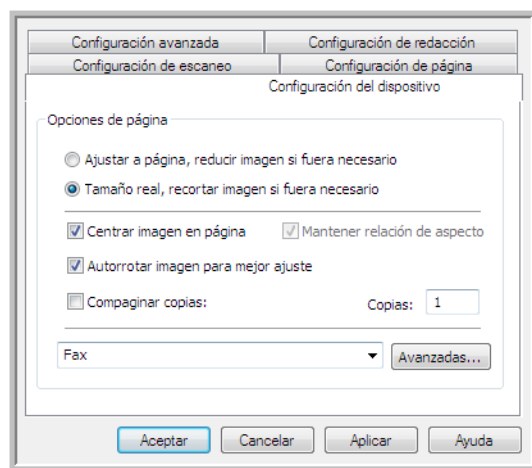 Configuración avanzada Configuración de redacción
Configuración de escaneo Configuración de página
Configuración del dispositivo
Opciones de página
Ajustar a página, reducir imagen si fuera necesario
Tamaño real, recortar imagen si fuera necesario
Centrar imagen en página Mantener relación de aspecto
Autorrotar imagen para mejor ajuste
Compaginar copias: Copias: 1
Fax Avanzadas...
Aceptar Cancelar Aplicar Ayuda